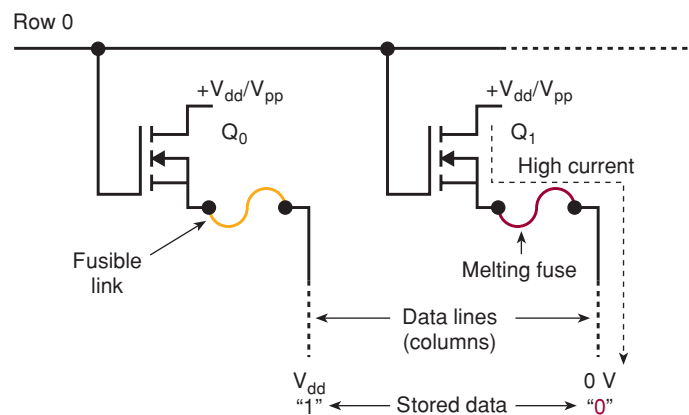 Row 0
+Vdd/Vpp
Q0
+Vdd/Vpp
Q1
High current
Fusible
link
Melting fuse
Data lines
(columns)
Vdd
"1"
Stored data
0 V
"0"